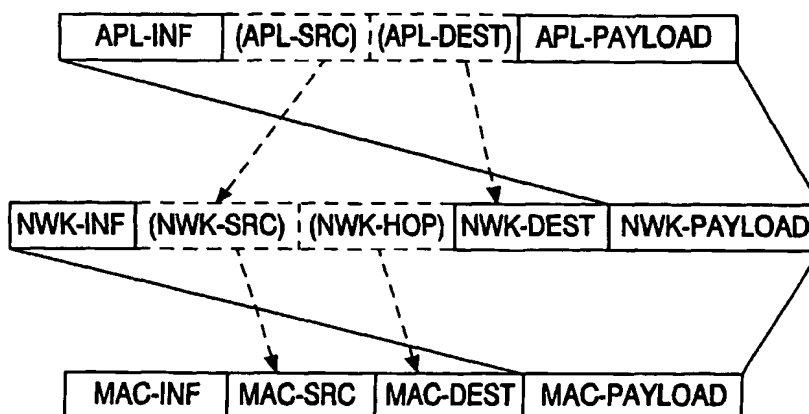 APL-INF (APL-SRC) (APL-DEST) APL-PAYLOAD
NWK-INF (NWK-SRC) (NWK-HOP) NWK-DEST NWK-PAYLOAD
MAC-INF MAC-SRC MAC-DEST MAC-PAYLOAD